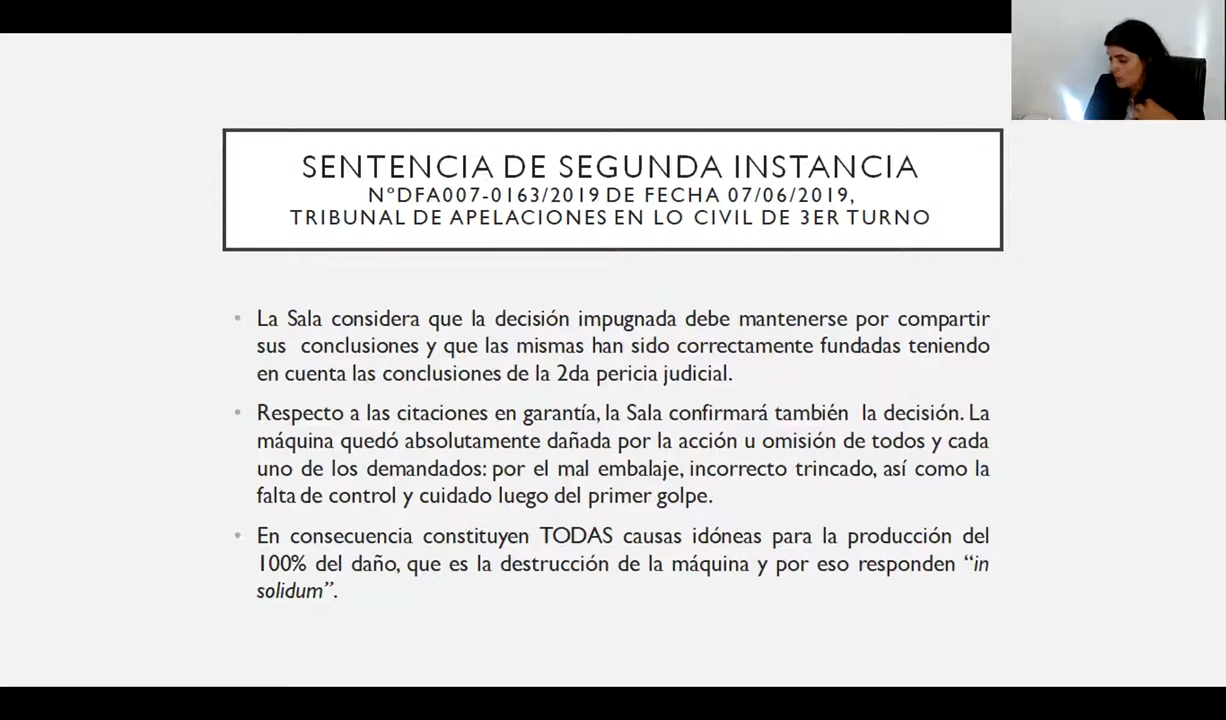 SENTENCIA DE SEGUNDA INSTANCIA
N°DFA007-0163/2019 DE FECHA 07/06/2019,
TRIBUNAL DE APELACIONES EN LO CIVIL DE 3ER TURNO
• La Sala considera que la decisión impugnada debe mantenerse por compartir
sus conclusiones y que las mismas han sido correctamente fundadas teniendo
en cuenta las conclusiones de la 2da pericia judicial.
• Respecto a las citaciones en garantía, la Sala confirmará también la decisión. La
máquina quedó absolutamente dañada por la acción u omisión de todos y cada
uno de los demandados: por el mal embalaje, incorrecto trincado, así como la
falta de control y cuidado luego del primer golpe.
• En consecuencia constituyen TODAS causas idóneas para la producción del
100% del daño, que es la destrucción de la máquina y por eso responden “in
solidum”.